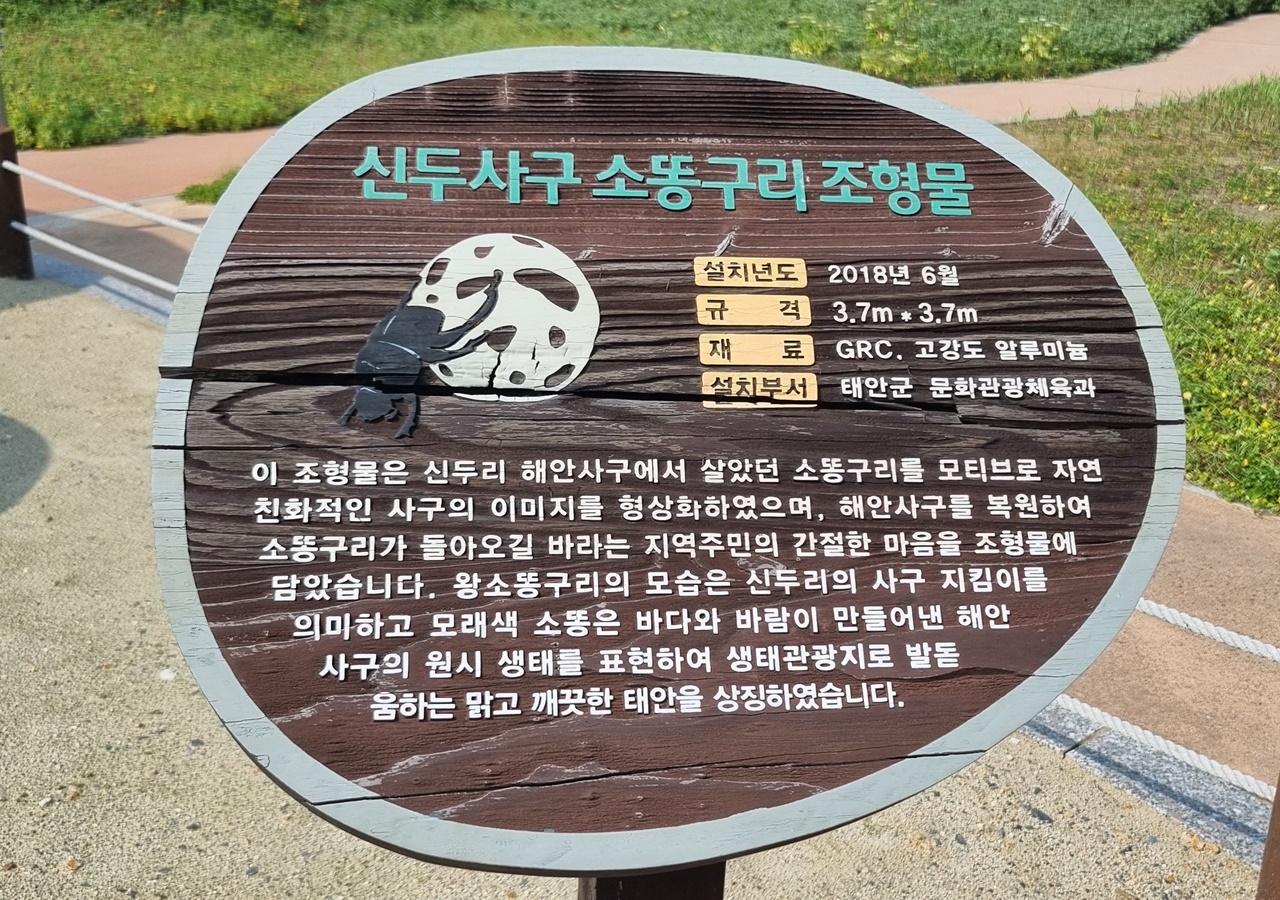 신두사구 소똥구리 조형물
설치년도 2018년 6월
규 격 3.7m * 3.7m
재 료 GRC, 고강도 알루미늄
설치부서 태안군 문화관광체육과
이 조형물은 신두리 해안사구에서 살았던 소똥구리를 모티브로 자연
친화적인 사구의 이미지를 형상화하였으며, 해안사구를 복원하여
소똥구리가 돌아오길 바라는 지역주민의 간절한 마음을 조형물에
담았습니다. 왕소똥구리의 모습은 신두리의 사구 지킴이를
의마하고 모래색 소똥은 바다와 바람이 만들어낸 해안
사구의 원시 생태를 표현하여 생태관광지로 발돋
움하는 맑고 깨끗한 태안을 상징하였습니다.